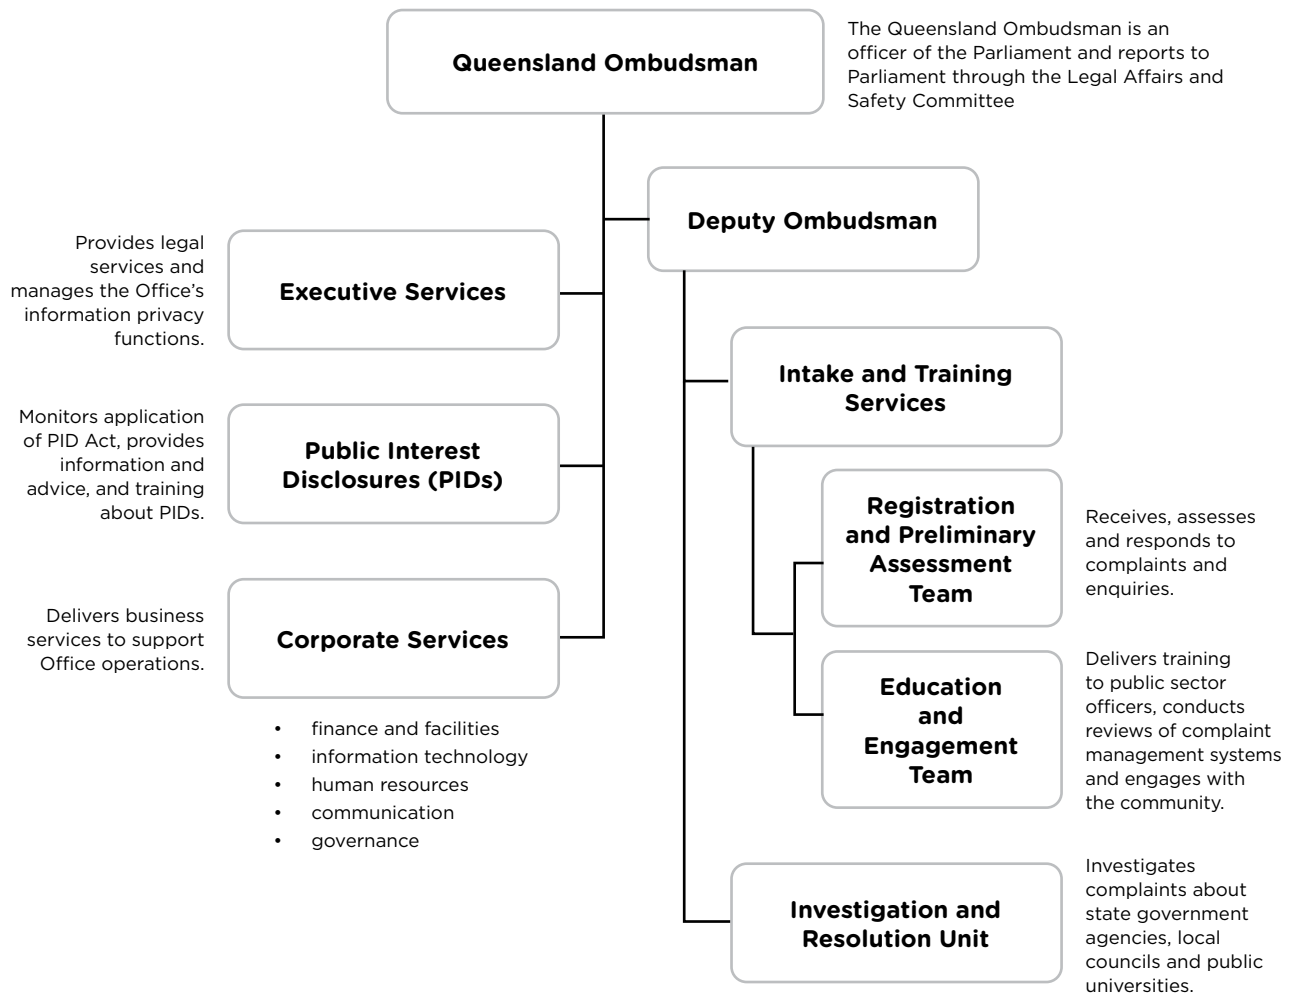 Queensland Ombudsman
The Queensland Ombudsman is an
officer of the Parliament and reports to
Parliament through the Legal Affairs and
Safety Committee
Deputy Ombudsman
Provides legal
services and
manages the Office's
information privacy
functions.
Executive Services
Monitors application
of PID Act, provides
information and
advice, and training
about PIDs.
Public Interest
Disclosures (PIDs)
Delivers business
services to support
Office operations.
Corporate Services
• finance and facilities
• information technology
• human resources
• communication
• governance
Intake and Training
Services
Registration
and Preliminary
Assessment
Team
Receives, assesses
and responds to
complaints and
enquiries.
Education
and
Engagement
Team
Delivers training
to public sector
officers, conducts
reviews of complaint
management systems
and engages with
the community.
Investigation and
Resolution Unit
Investigates
complaints about
state government
agencies, local
councils and public
universities.